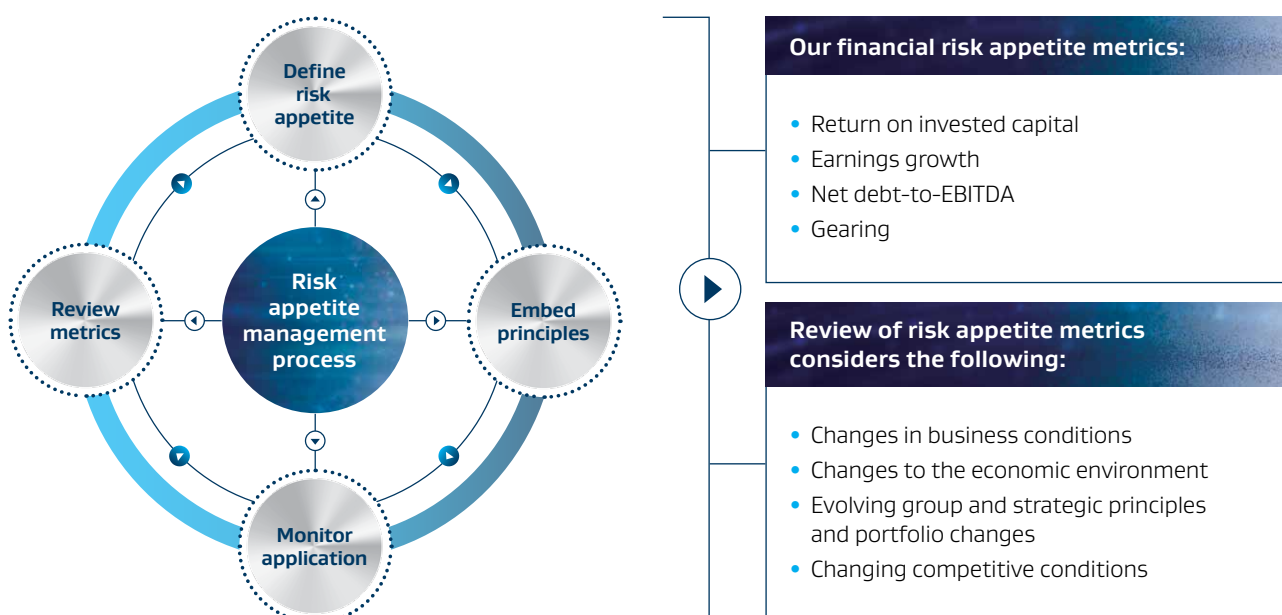 Define
risk
appetite
Review
metrics
Risk
appetite
management
process
Embed
principles
Monitor
application
Our financial risk appetite metrics:
• Return on invested capital
• Earnings growth
• Net debt-to-EBITDA
• Gearing
Review of risk appetite metrics
considers the following:
• Changes in business conditions
• Changes to the economic environment
• Evolving group and strategic principles
and portfolio changes
• Changing competitive conditions